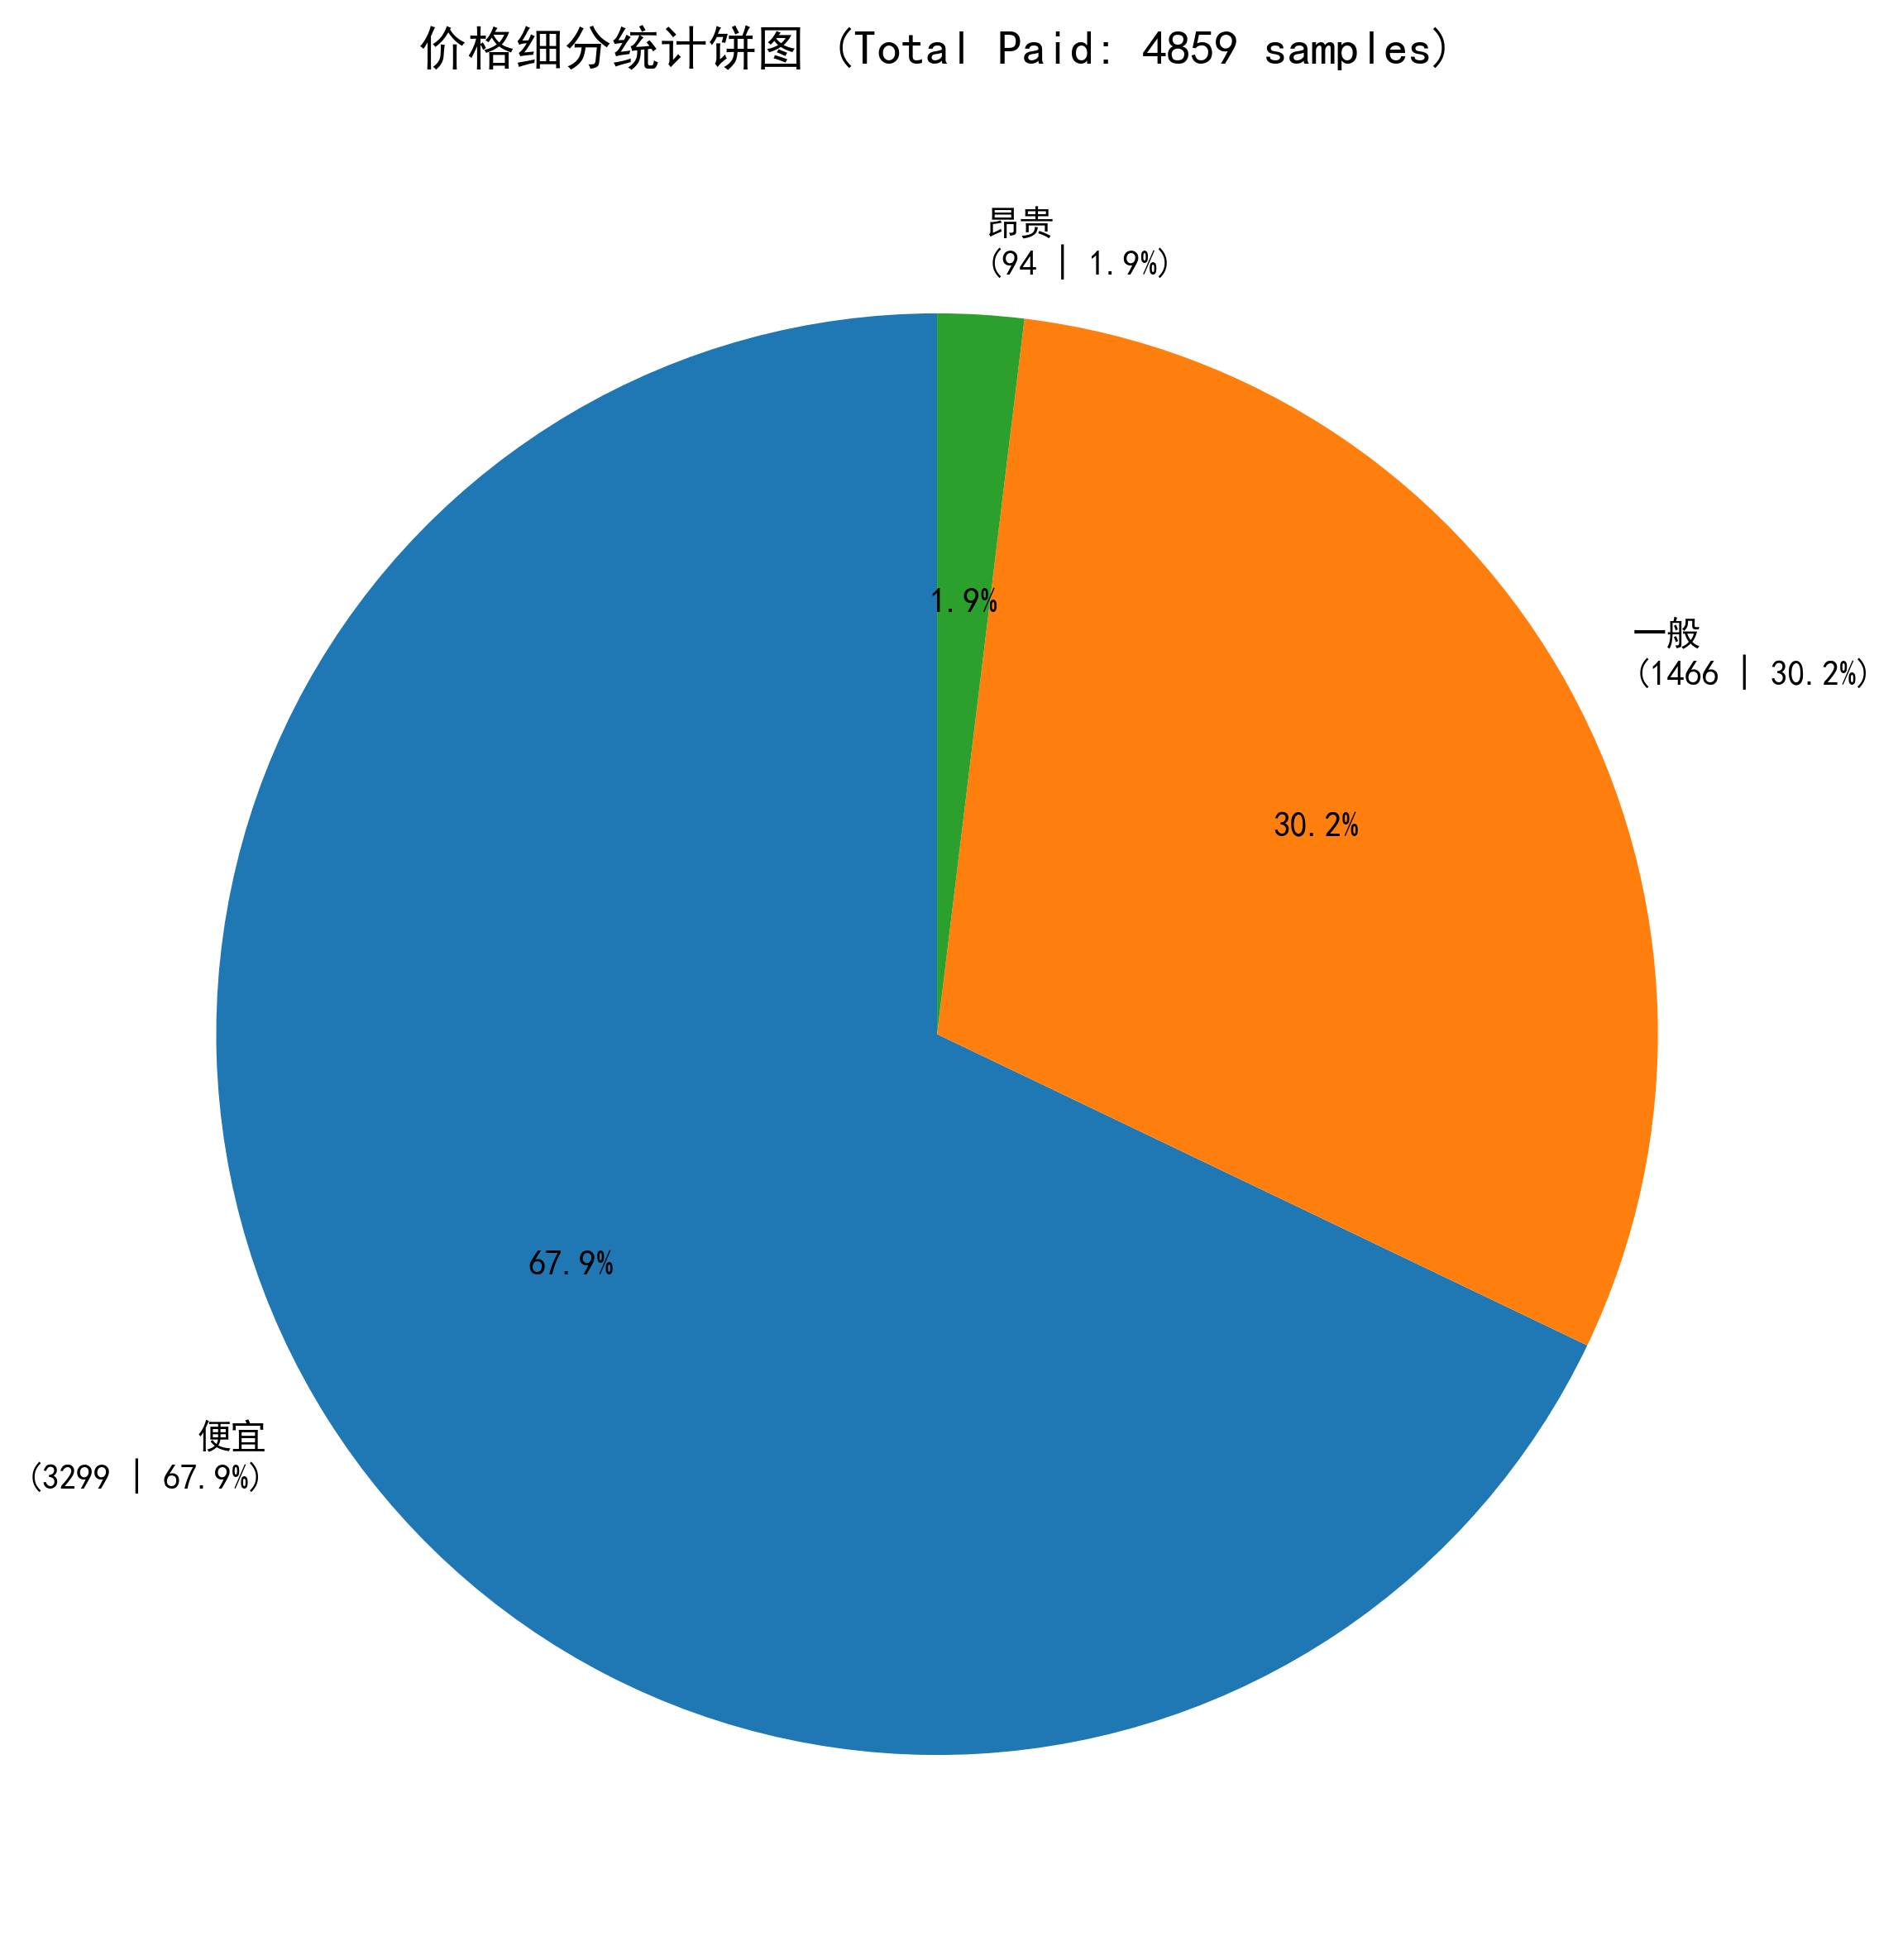 价格细分统计饼图 (Total Paid: 4859 samples)
昂贵
(94 | 1.9%)
1.9%
一般
(1466 | 30.2%)
30.2%
67.9%
便宜
(3299 | 67.9%)